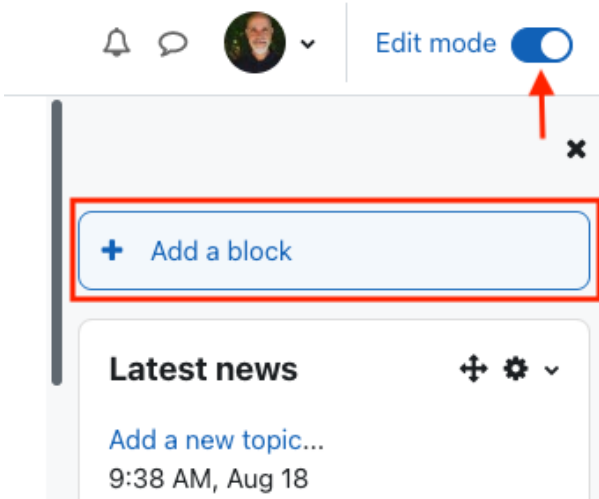 Edit mode
Add a block
Latest news
Add a new topic...
9:38 AM, Aug 18